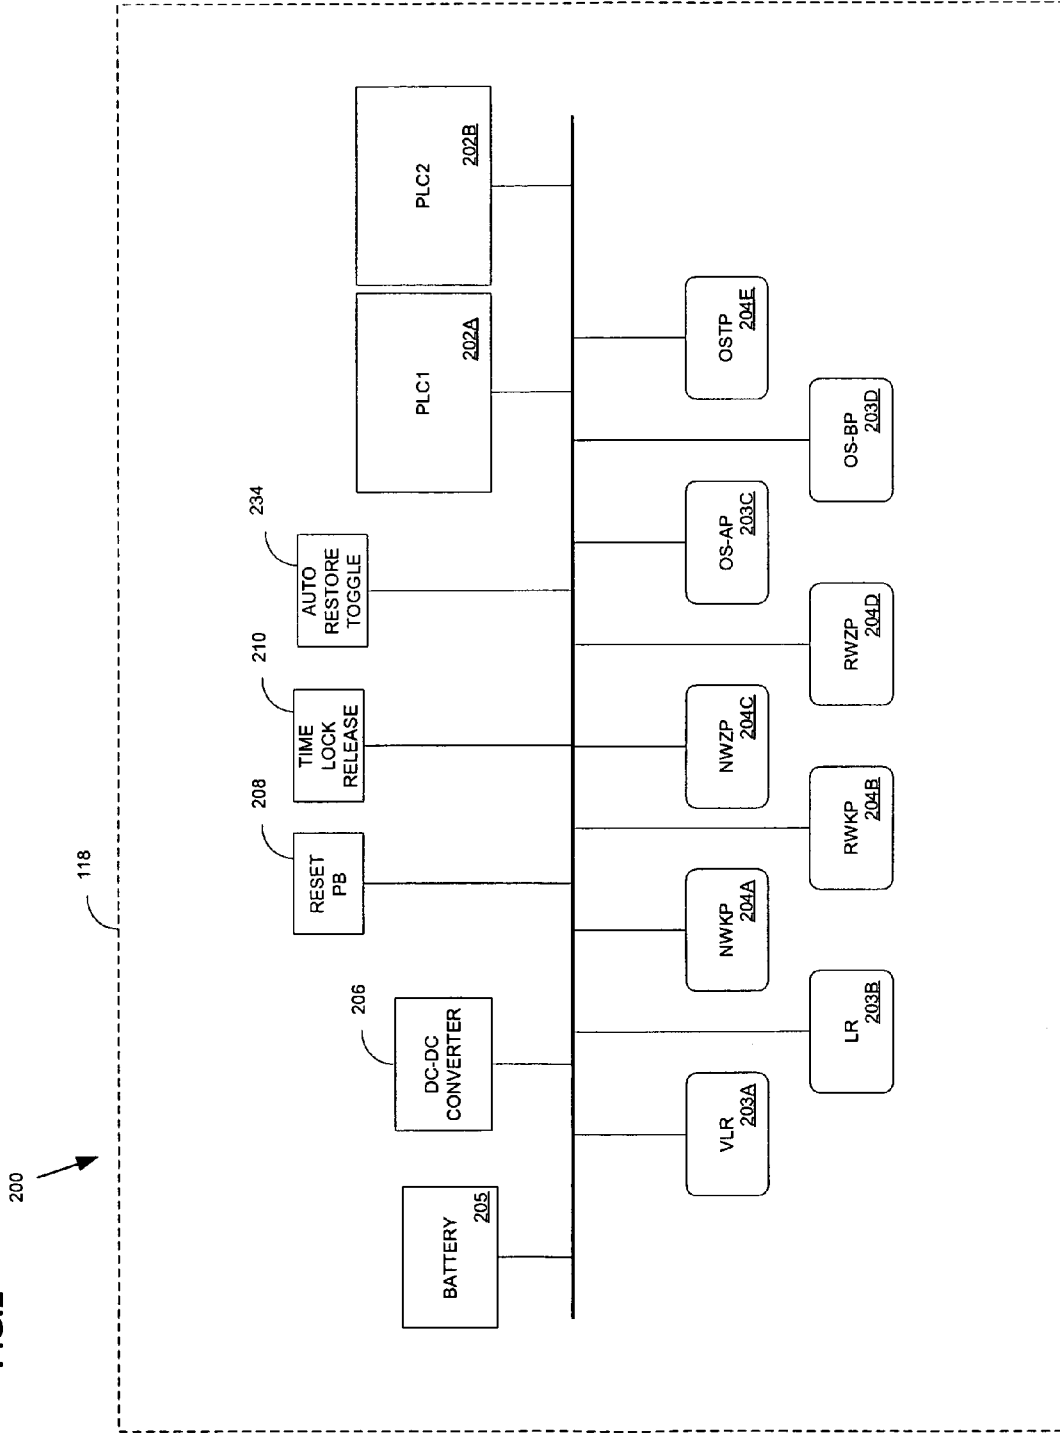 200
118
BATTERY
205
DC-DC
CONVERTER
206
RESET
PB
208
TIME
LOCK
RELEASE
210
AUTO
RESTORE
TOGGLE
234
PLC1
202A
PLC2
202B
VLR
203A
LR
203B
NWKP
204A
RWKP
204B
NWZP
204C
RWZP
204D
OS-AP
203C
OS-BP
203D
OSTP
204E